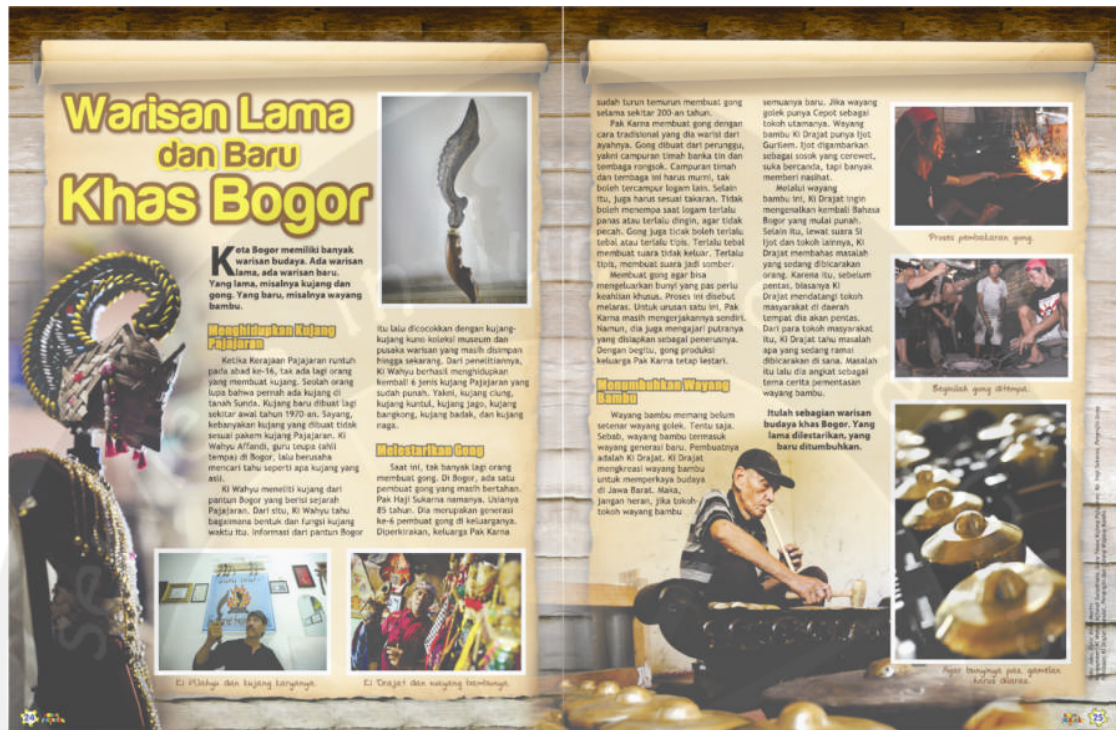 Warisan Lama
dan Baru
Khas Bogor
Kota Bogor memiliki banyak
warisan budaya. Ada warisan
lama, ada warisan baru.
Yang lama, misalnya kujang dan
gong. Yang baru, misalnya wayang
bambu.
Menghidupkan Kujang
Pajajaran
Ketika Kerajaan Pajajaran runtuh
pada abad ke-16, tak ada lagi orang
yang membuat kujang. Seolah orang
lupa bahwa pernah ada kujang di
tanah Sunda. Kujang baru dibuat lagi
sekitar awal tahun 1970-an. Sayang,
kebanyakan kujang yang dibuat tidak
sesuai pakem kujang Pajajaran. Ki
Wahyu Affandi, guru teupa (ahli
tempa) di Bogor, lalu berusaha
mencari tahu seperti apa kujang yang
asli.
Ki Wahyu meneliti kujang dari
pantun Bogor yang berisi sejarah
Pajajaran. Dari situ, Ki Wahyu tahu
bagaimana bentuk dan fungsi kujang
waktu itu. Informasi dari pantun Bogor
itu lalu dicocokkan dengan kujang-
kujang kuno koleksi museum dan
pusaka warisan yang masih disimpan
hingga sekarang. Dari penelitiannya,
Ki Wahyu berhasil menghidupkan
kembali 6 jenis kujang Pajajaran yang
sudah punah. Yakni, kujang ciung,
kujang kuntul, kujang jago, kujang
bangkong, kujang badak, dan kujang
naga.
Melestarikan Gong
Saat ini, tak banyak lagi orang
membuat gong. Di Bogor, ada satu
pembuat gong yang masih bertahan.
Pak Haji Sukarna namanya. Usianya
85 tahun. Dia merupakan generasi
ke-6 pembuat gong di keluarganya.
Diperkirakan, keluarga Pak Karna
Ki Wahyu dan kujang karyanya.
Ki Drajat dan wayang bambunya.
24
sudah turun temurun membuat gong
selama sekitar 200-an tahun.
Pak Karna membuat gong dengan
cara tradisional yang dia warisi dari
ayahnya. Gong dibuat dari perunggu,
yakni campuran timah banka tin dan
tembaga rongsok. Campuran timah
dan tembaga ini harus murni, tak
boleh tercampur logam lain. Selain
itu, juga harus sesuai takaran. Tidak
boleh menempa saat logam terlalu
panas atau terlalu dingin, agar tidak
pecah. Gong juga tidak boleh terlalu
tebal atau terlalu tipis. Terlalu tebal
membuat suara tidak keluar. Terlalu
tipis, membuat suara jadi somber.
Membuat gong agar bisa
mengeluarkan bunyi yang pas perlu
keahlian khusus. Proses ini disebut
melaras. Untuk urusan satu ini, Pak
Karna masih mengerjakannya sendiri.
Namun, dia juga mengajari putranya
yang disiapkan sebagai penerusnya.
Dengan begitu, gong produksi
keluarga Pak Karna tetap lestari.
Menumbuhkan Wayang
Bambu
Wayang bambu memang belum
setenar wayang golek. Tentu saja.
Sebab, wayang bambu termasuk
wayang generasi baru. Pembuatnya
adalah Ki Drajat. Ki Drajat
mengkreasi wayang bambu
untuk memperkaya budaya
di Jawa Barat. Maka,
jangan heran, jika tokoh-
tokoh wayang bambu
semuanya baru. Jika wayang
golek punya Cepot sebagai
tokoh utamanya. Wayang
bambu Ki Drajat punya Ijot
Gurtiem. Ijot digambarkan
sebagai sosok yang cerewet,
suka bercanda, tapi banyak
memberi nasihat.
Melalui wayang
bambu ini, Ki Drajat ingin
mengenalkan kembali Bahasa
Bogor yang mulai punah.
Selain itu, lewat suara Si
Ijot dan tokoh lainnya, Ki
Drajat membahas masalah
yang sedang dibicarakan
orang. Karena itu, sebelum
pentas, biasanya Ki
Drajat mendatangi tokoh
masyarakat di daerah
tempat dia akan pentas.
Dari para tokoh masyarakat
itu, Ki Drajat tahu masalah
apa yang sedang ramai
dibicarakan di sana. Masalah
itu lalu dia angkat sebagai
tema cerita pementasan
wayang bambu.
Itulah sebagian warisan
budaya khas Bogor. Yang
lama dilestarikan, yang
baru ditumbuhkan.
Proses pembakaran gong.
Beginilah gong ditempa.
Agar bunyinya pas, gamelan
harus dilaras.
25